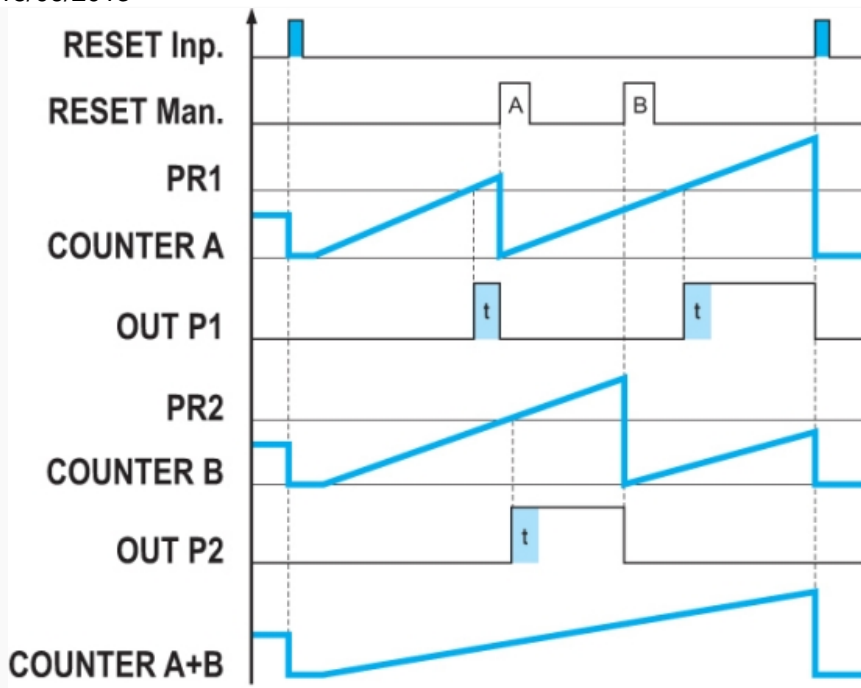 RESET Inp.
RESET Man.
A
B
PR1
COUNTER A
OUT P1
t
t
PR2
COUNTER B
OUT P2
t
COUNTER A+B